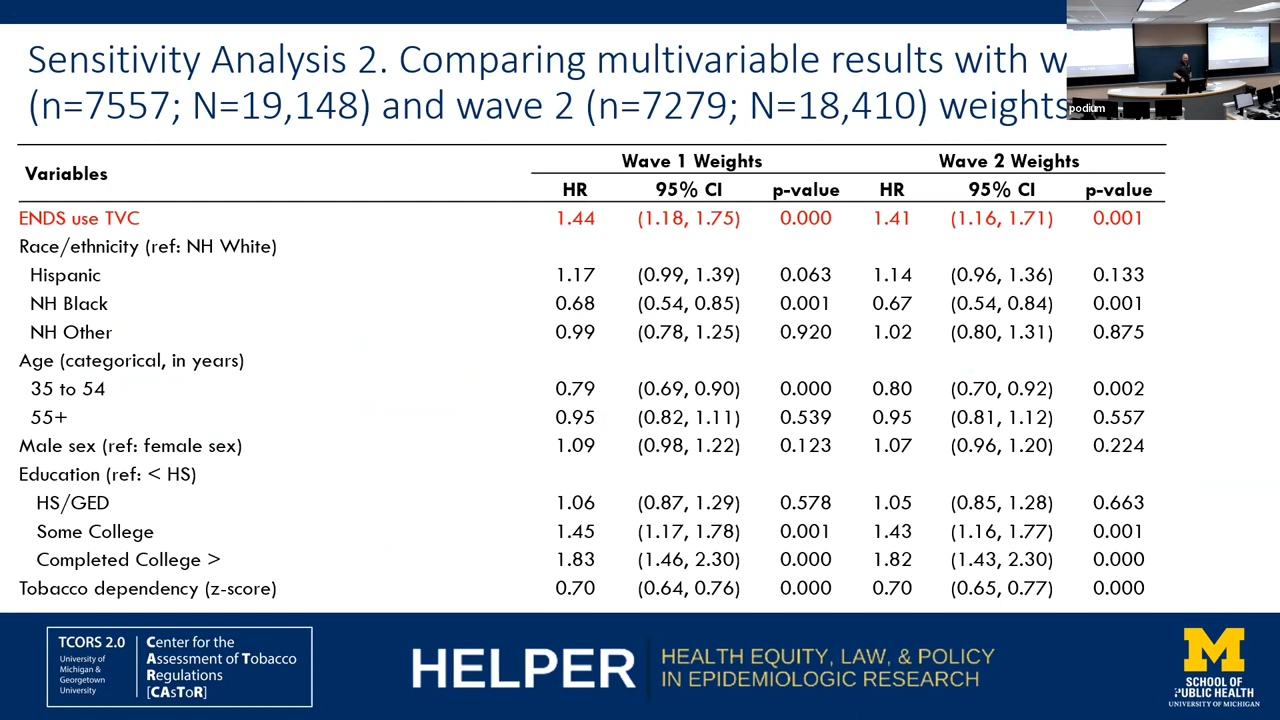 Sensitivity Analysis 2. Comparing multivariable results with w
(n=7557; N=19,148) and wave 2 (n=7279; N=18,410) weights
podium
Variables
Wave 1 Weights Wave 2 Weights
HR 95% CI p-value HR 95% CI p-value
ENDS use TVC 1.44 (1.18, 1.75) 0.000 1.41 (1.16, 1.71) 0.001
Race/ethnicity (ref: NH White)
Hispanic 1.17 (0.99, 1.39) 0.063 1.14 (0.96, 1.36) 0.133
NH Black 0.68 (0.54, 0.85) 0.001 0.67 (0.54, 0.84) 0.001
NH Other 0.99 (0.78, 1.25) 0.920 1.02 (0.80, 1.31) 0.875
Age (categorical, in years)
35 to 54 0.79 (0.69, 0.90) 0.000 0.80 (0.70, 0.92) 0.002
55+ 0.95 (0.82, 1.11) 0.539 0.95 (0.81, 1.12) 0.557
Male sex (ref: female sex) 1.09 (0.98, 1.22) 0.123 1.07 (0.96, 1.20) 0.224
Education (ref: < HS)
HS/GED 1.06 (0.87, 1.29) 0.578 1.05 (0.85, 1.28) 0.663
Some College 1.45 (1.17, 1.78) 0.001 1.43 (1.16, 1.77) 0.001
Completed College > 1.83 (1.46, 2.30) 0.000 1.82 (1.43, 2.30) 0.000
Tobacco dependency (z-score) 0.70 (0.64, 0.76) 0.000 0.70 (0.65, 0.77) 0.000
TCORS 2.0
University of
Michigan &
Georgetown
University
Center for the
Assessment of Tobacco
Regulations
[CAsToR]
HELPER
HEALTH EQUITY, LAW, & POLICY
IN EPIDEMIOLOGIC RESEARCH
M
SCHOOL OF
PUBLIC HEALTH
UNIVERSITY OF MICHIGAN